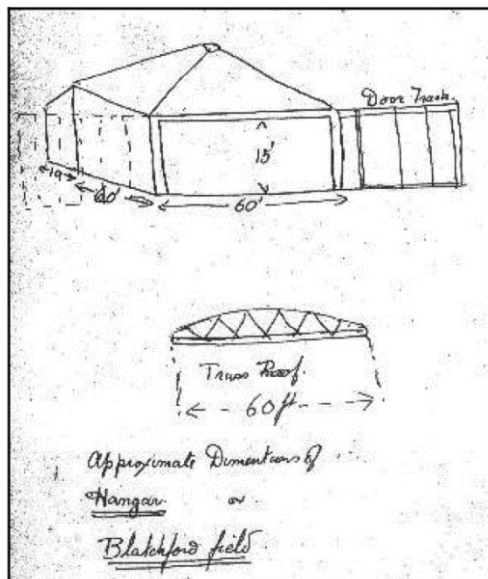 Door Track.
15'
10
60'
60'
Truss Roof.
60 ft
Approximate Dimentions of
Hangar. on
Blatchford field